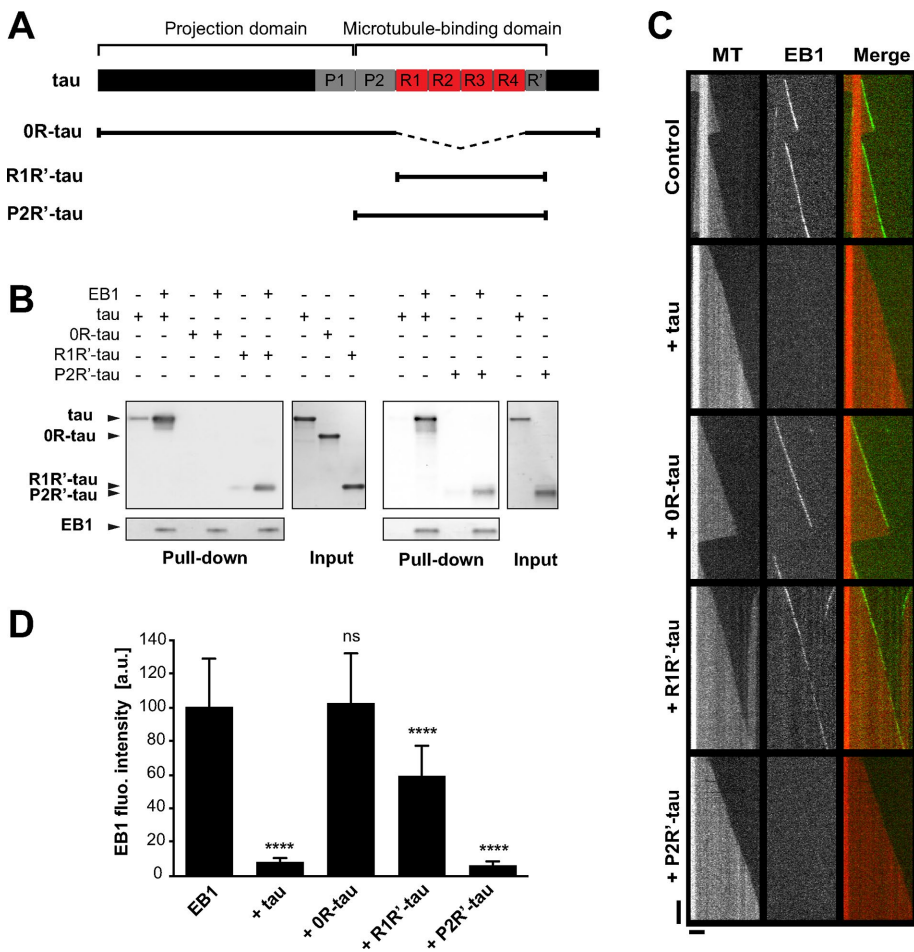 A
Projection domain
Microtubule-binding domain
tau
P1 P2 R1 R2 R3 R4 R'
0R-tau
R1R'-tau
P2R'-tau
B
EB1 - + - + - + - + - +
tau + + + + + +
0R-tau + + +
R1R'-tau + + +
P2R'-tau + + +
tau
0R-tau
R1R'-tau
P2R'-tau
EB1
Pull-down Input Pull-down Input
C
MT EB1 Merge
Control
+ tau
+ 0R-tau
+ R1R'-tau
+ P2R'-tau
D
EB1 fluo. intensity [a.u.]
140
120
100
80
60
40
20
0
****
ns
****
****
EB1
+ tau
+ 0R-tau
+ R1R'-tau
+ P2R'-tau